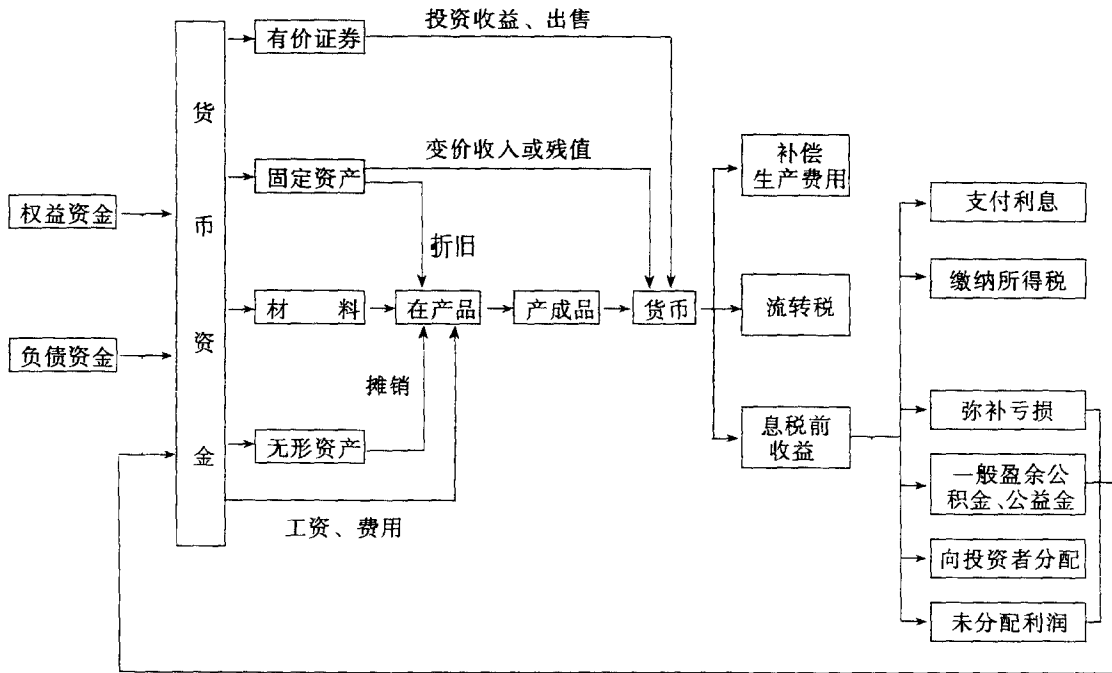 投资收益、出售
有价证券
货币资金
变价收入或残值
固定资产
补偿
生产费用
权益资金
支付利息
折旧
缴纳所得税
材 料
在产品
产成品
货币
流转税
负债资金
摊销
弥补亏损
息税前
收益
无形资产
一般盈余公
积金、公益金
工资、费用
向投资者分配
未分配利润